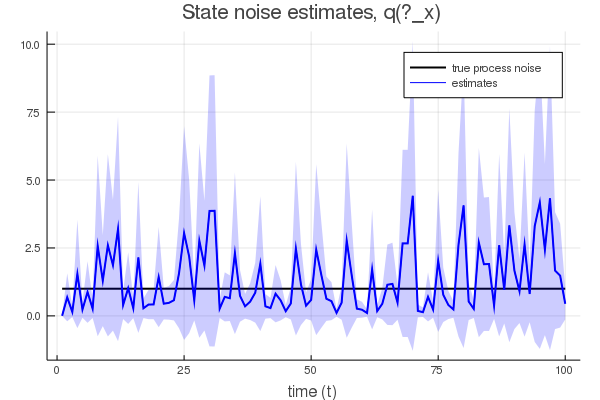 State noise estimates, q(?_x)
10.0
7.5
5.0
2.5
0.0
true process noise
estimates
0
25
50
75
100
time (t)